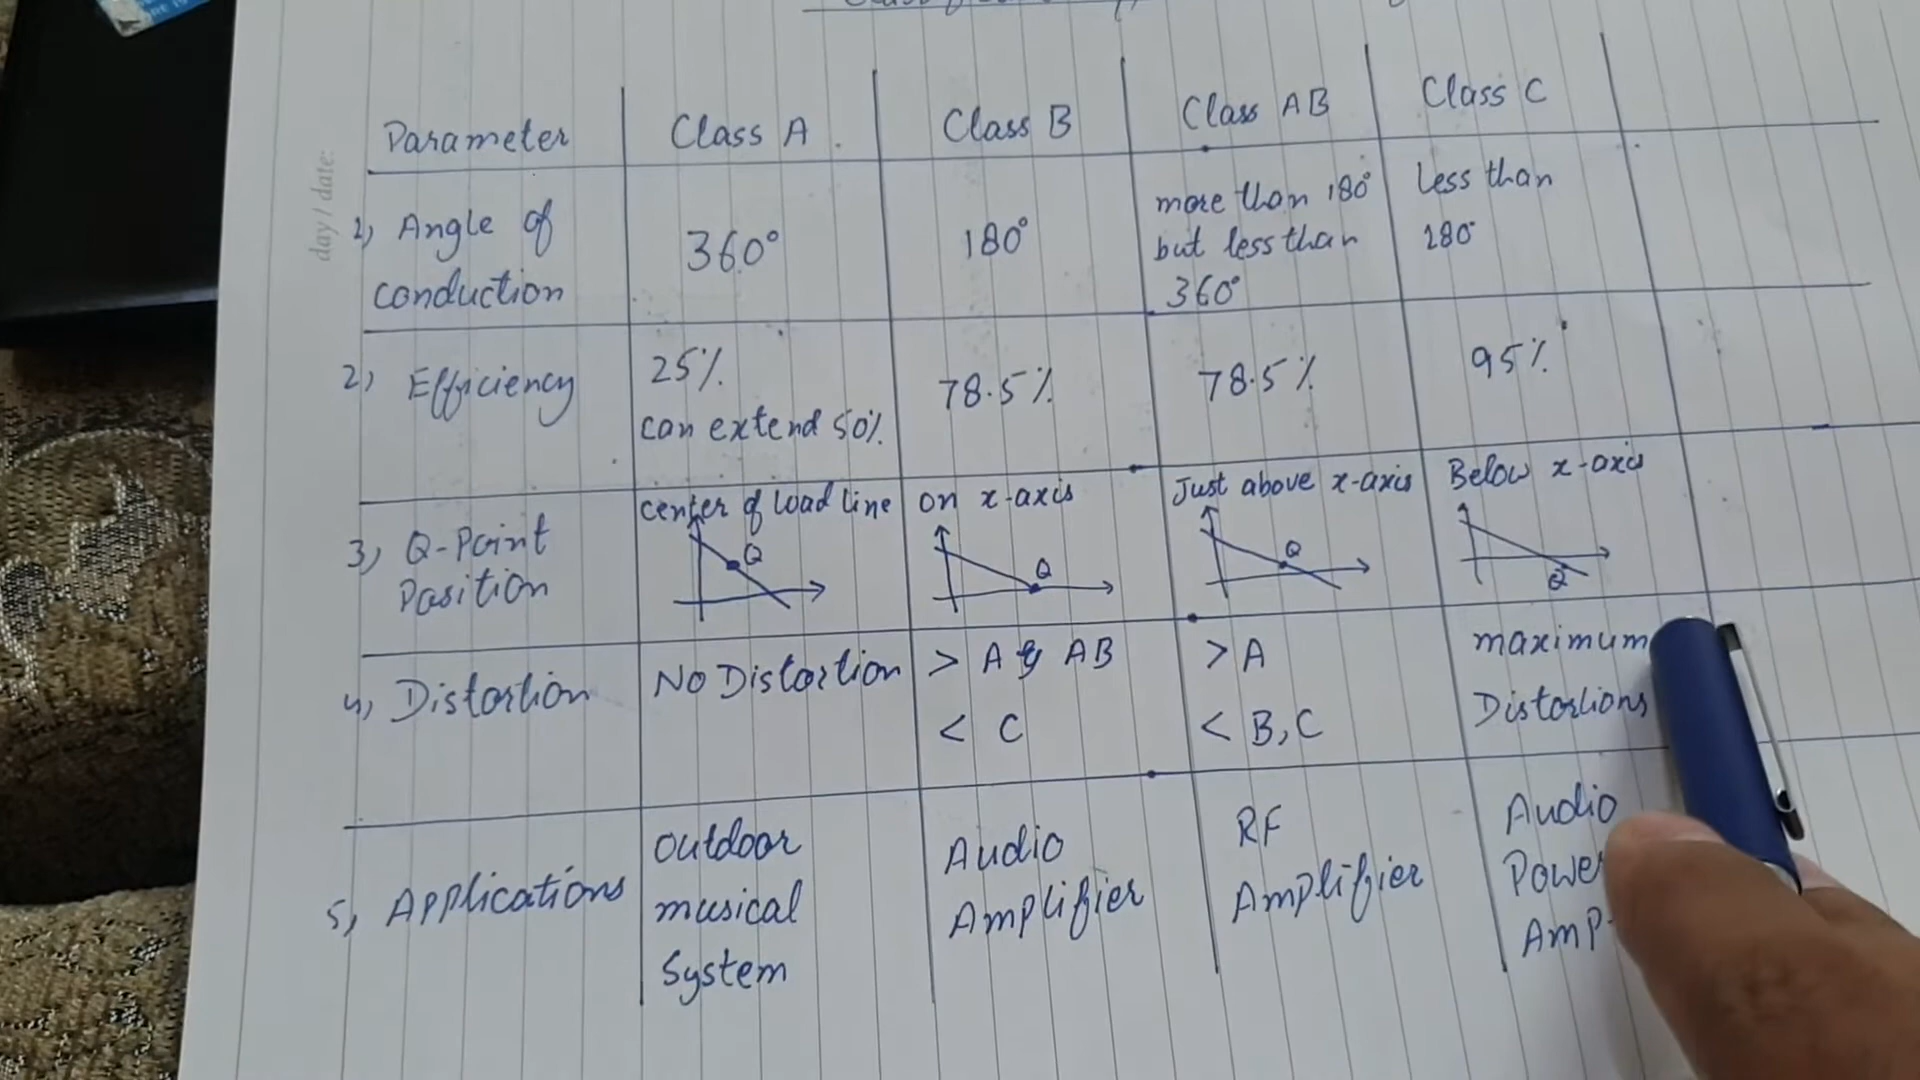 day/date:
Parameter
Class A
Class B
Class AB
Class C
1) Angle of
conduction
360°
180°
more than 180°
but less than
360°
Less than
180°
2) Efficiency
25%
can extend 50%
78.5%
78.5%
95%
3) Q-Point
Position
center of load line
Q
on x-axis
Q
Just above x-axis
Q
Below x-axis
Q
4) Distortion
NO Distortion
> A & AB
< C
> A
< B, C
maximum
Distortions
5) Applications
outdoor
musical
System
Audio
Amplifier
RF
Amplifier
Audio
Power
Amp